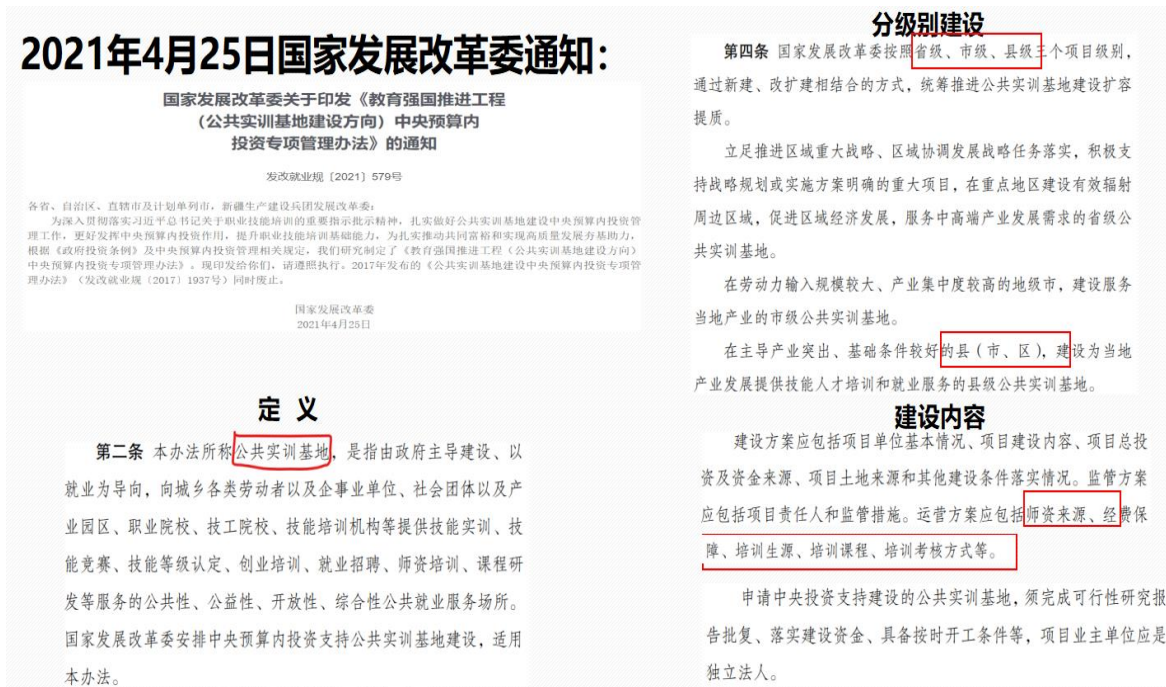 2021年4月25日国家发展改革委通知：
国家发展改革委关于印发《教育强国推进工程
（公共实训基地建设方向）中央预算内
投资专项管理办法》的通知
发改就业规〔2021〕579号
各省、自治区、直辖市及计划单列市，新疆生产建设兵团发展改革委：
为深入贯彻落实习近平总书记关于职业技能培训的重要指示批示精神，扎实做好公共实训基地建设中央预算内投资管
理工作，更好发挥中央预算内投资作用，提升职业技能培训基础能力，为扎实推动共同富裕和实现高质量发展夯基助力，
根据《政府投资条例》及中央预算内投资管理相关规定，我们研究制定了《教育强国推进工程（公共实训基地建设方向）
中央预算内投资专项管理办法》。现印发给你们，请遵照执行。2017年发布的《公共实训基地建设中央预算内投资专项管
理办法》（发改就业规〔2017〕1937号）同时废止。
国家发展改革委
2021年4月25日
定 义
第二条 本办法所称公共实训基地，是指由政府主导建设、以
就业为导向，向城乡各类劳动者以及企事业单位、社会团体以及产
业园区、职业院校、技工院校、技能培训机构等提供技能实训、技
能竞赛、技能等级认定、创业培训、就业招聘、师资培训、课程研
发等服务的公共性、公益性、开放性、综合性公共就业服务场所。
国家发展改革委安排中央预算内投资支持公共实训基地建设，适用
本办法。
分级别建设
第四条 国家发展改革委按照省级、市级、县级三个项目级别，
通过新建、改扩建相结合的方式，统筹推进公共实训基地建设扩容
提质。
立足推进区域重大战略、区域协调发展战略任务落实，积极支
持战略规划或实施方案明确的重大项目，在重点地区建设有效辐射
周边区域，促进区域经济发展，服务中高端产业发展需求的省级公
共实训基地。
在劳动力输入规模较大、产业集中度较高的地级市，建设服务
当地产业的市级公共实训基地。
在主导产业突出、基础条件较好的县（市、区），建设为当地
产业发展提供技能人才培训和就业服务的县级公共实训基地。
建设内容
建设方案应包括项目单位基本情况、项目建设内容、项目总投
资及资金来源、项目土地来源和其他建设条件落实情况。监管方案
应包括项目责任人和监管措施。运营方案应包括师资来源、经费保
障、培训生源、培训课程、培训考核方式等。
申请中央投资支持建设的公共实训基地，须完成可行性研究报
告批复、落实建设资金、具备按时开工条件等，项目业主单位应是
独立法人。